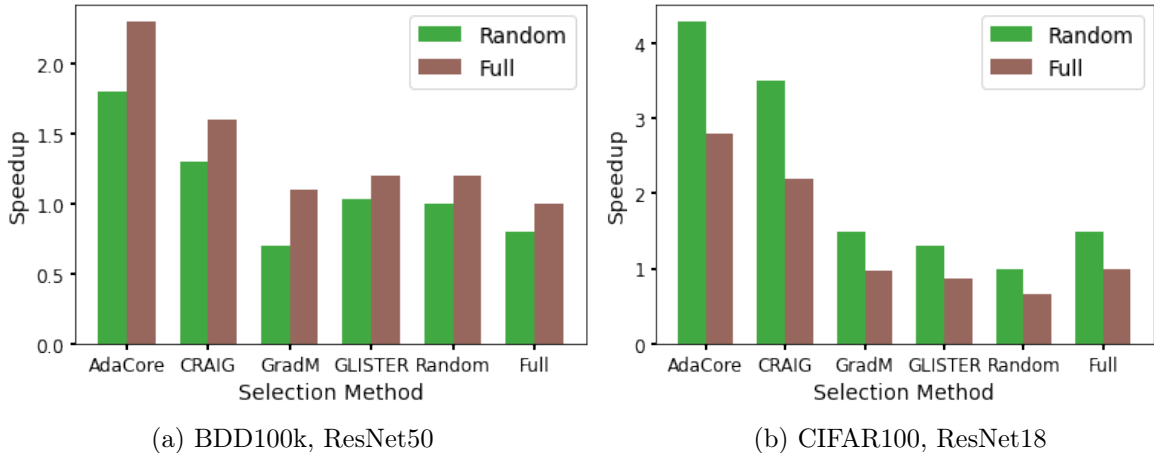 Speedup
2.0
1.5
1.0
0.5
0.0
Random
Full
AdaCore CRAIG GradM GLISTER Random Full
Selection Method
(a) BDD100k, ResNet50
Speedup
4
3
2
1
0
Random
Full
AdaCore CRAIG GradM GLISTER Random Full
Selection Method
(b) CIFAR100, ResNet18